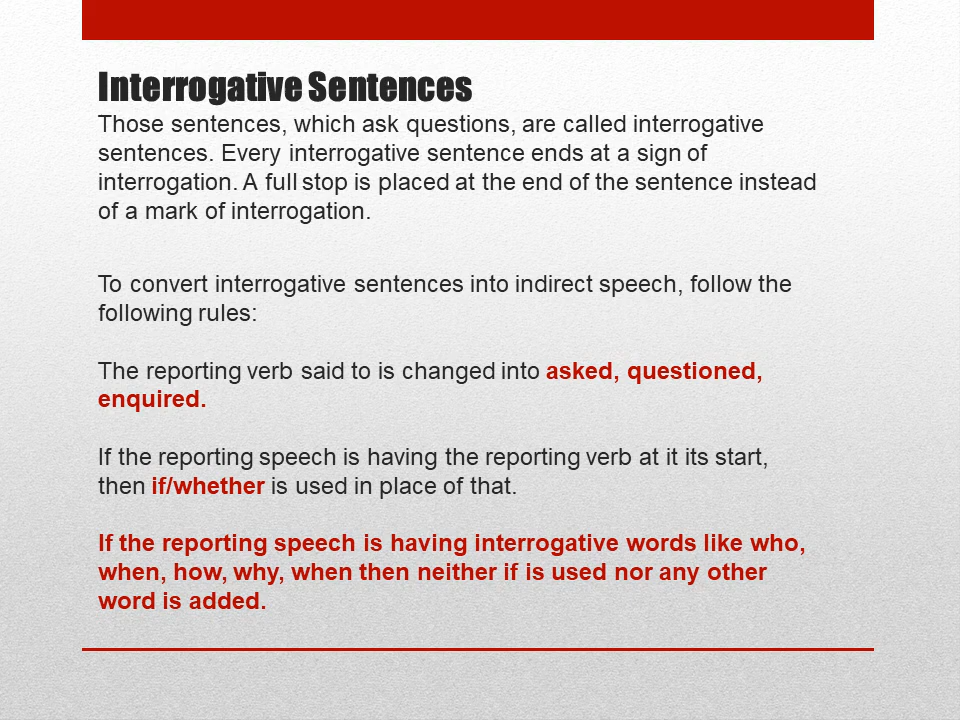 Interrogative Sentences
Those sentences, which ask questions, are called interrogative
sentences. Every interrogative sentence ends at a sign of
interrogation. A full stop is placed at the end of the sentence instead
of a mark of interrogation.
To convert interrogative sentences into indirect speech, follow the
following rules:
The reporting verb said to is changed into asked, questioned,
enquired.
If the reporting speech is having the reporting verb at it its start,
then if/whether is used in place of that.
If the reporting speech is having interrogative words like who,
when, how, why, when then neither if is used nor any other
word is added.